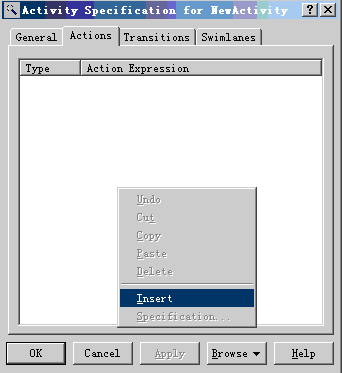 Activity Specification for NewActivity
General Actions Transitions Swimlanes
Type Action Expression
Undo
Cut
Copy
Paste
Delete
Insert
Specification...
OK Cancel Apply Browse Help